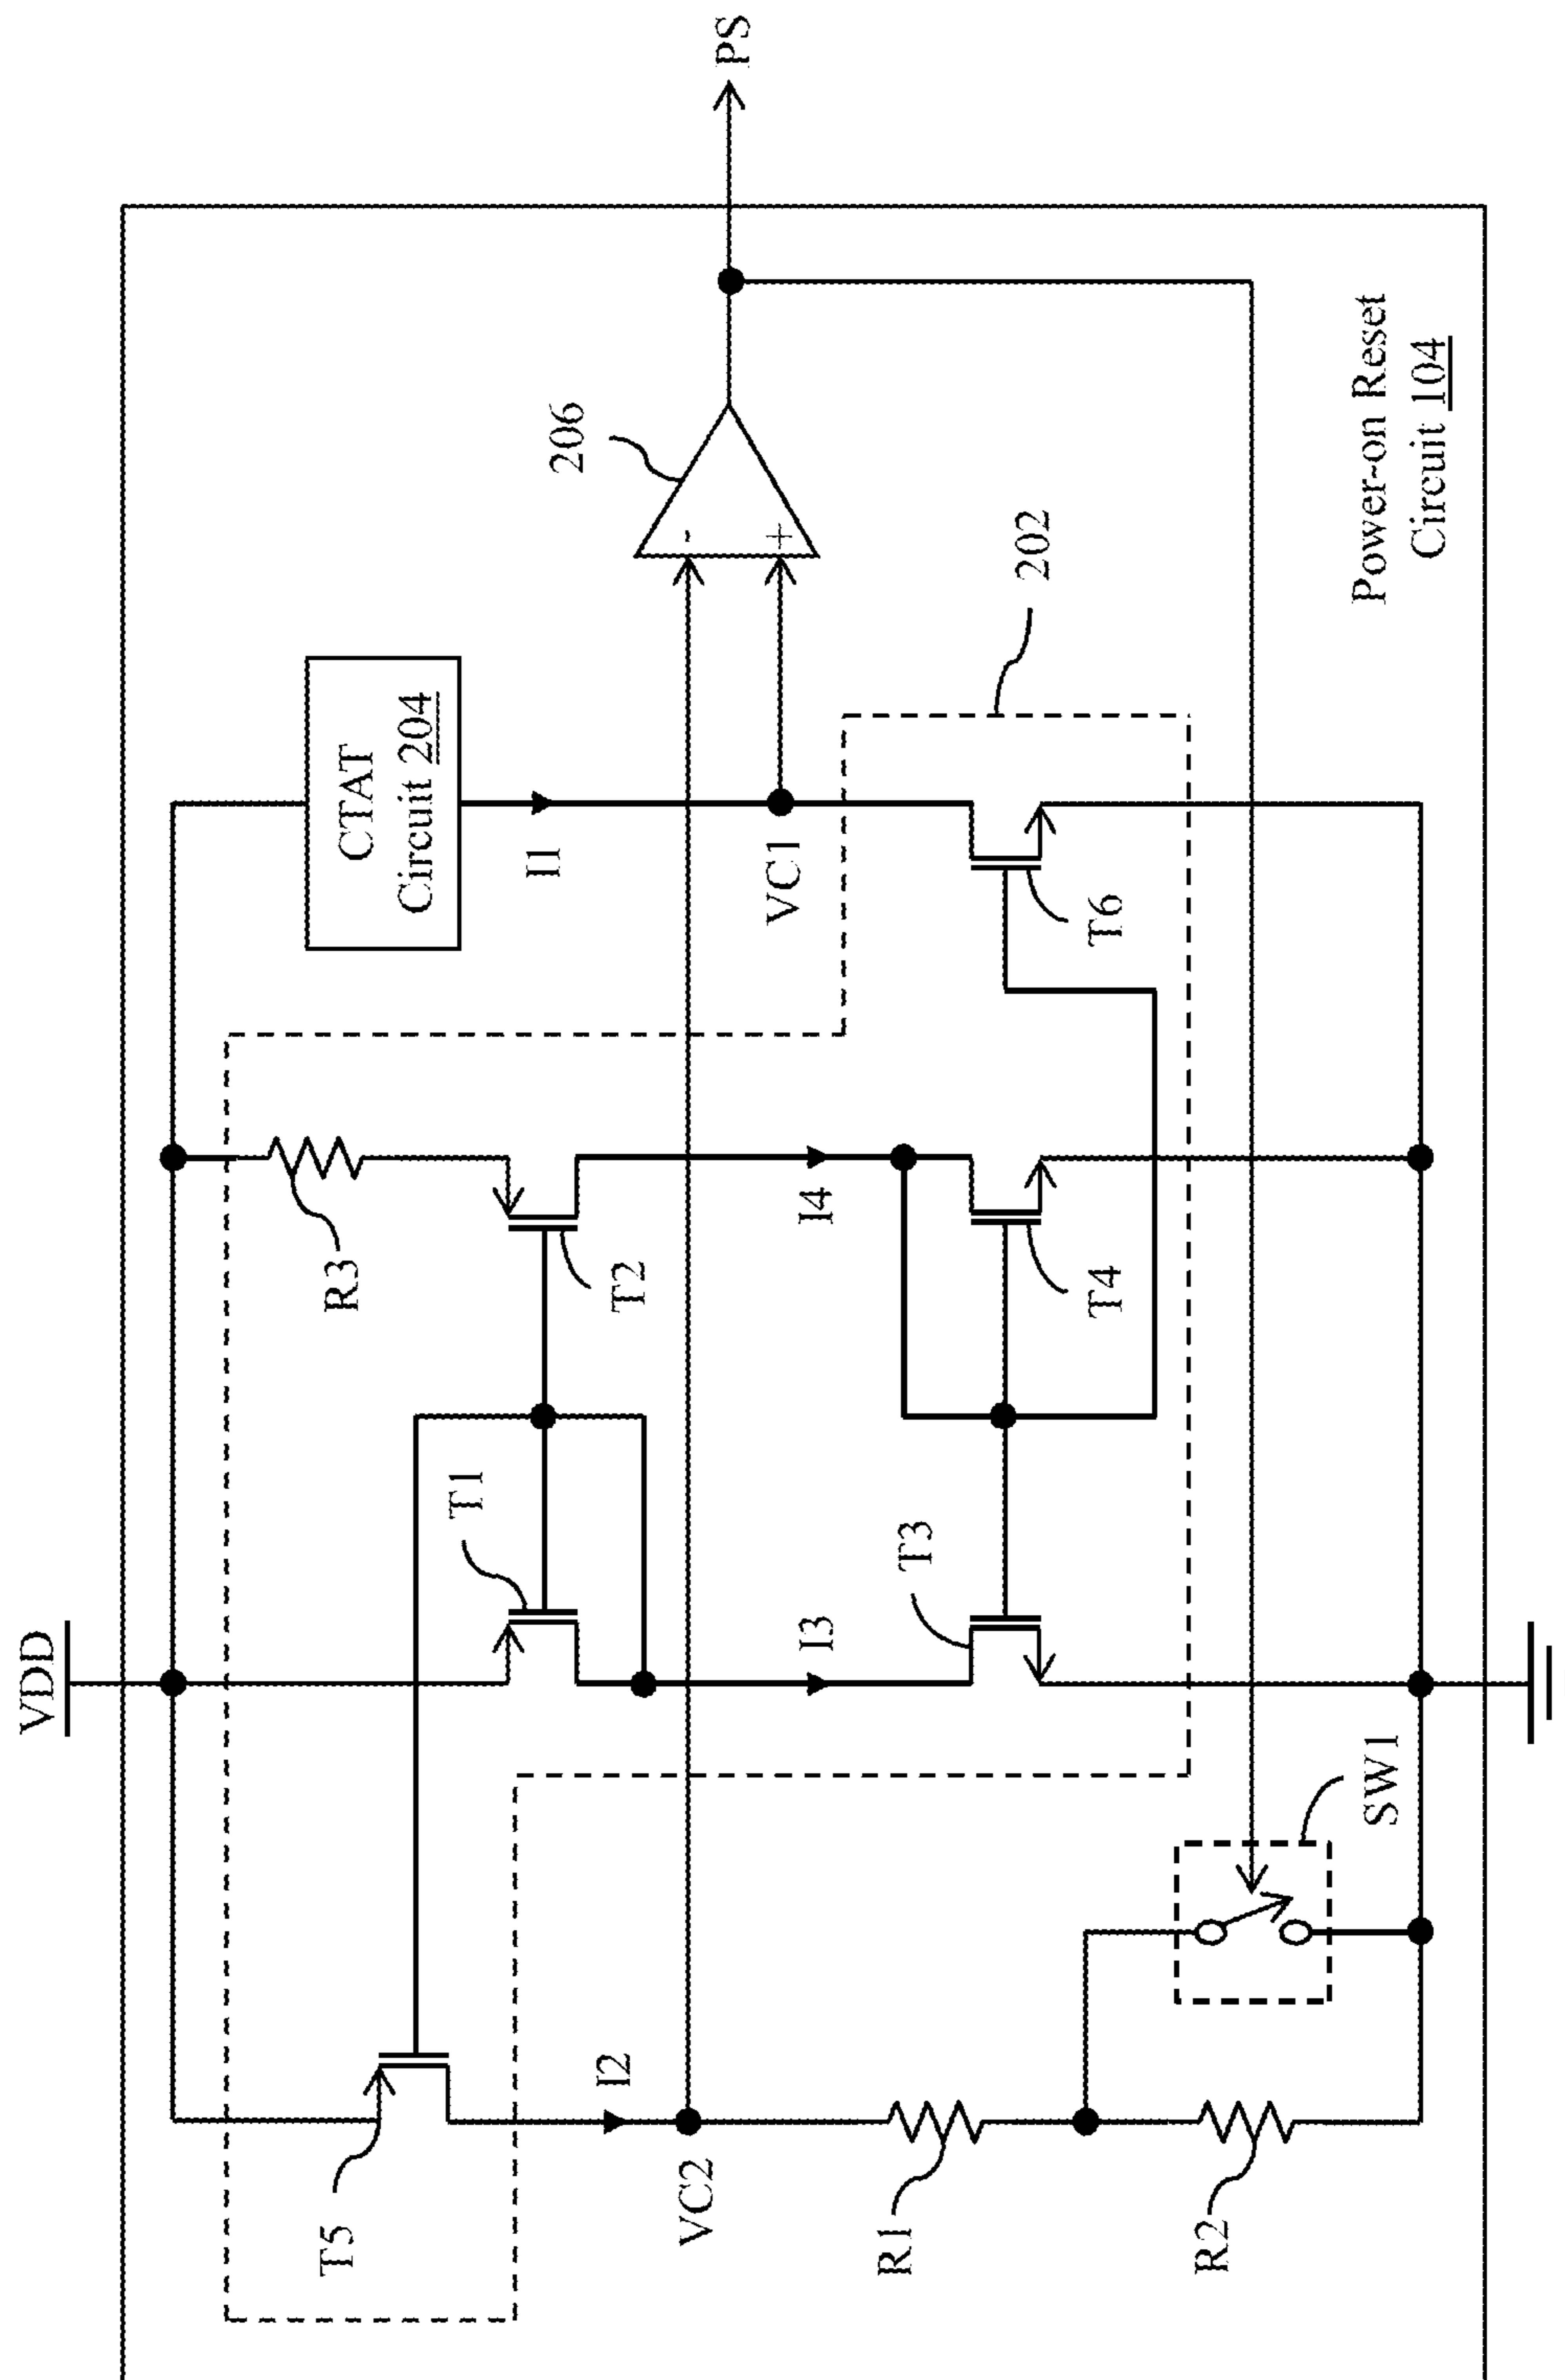 VDD
T5
I2
VC2
R1
R2
SW1
T1
I3
T3
R3
T2
I4
T4
CTAT
Circuit 204
I1
VC1
T6
202
206
-
+
PS
Power-on Reset
Circuit 104